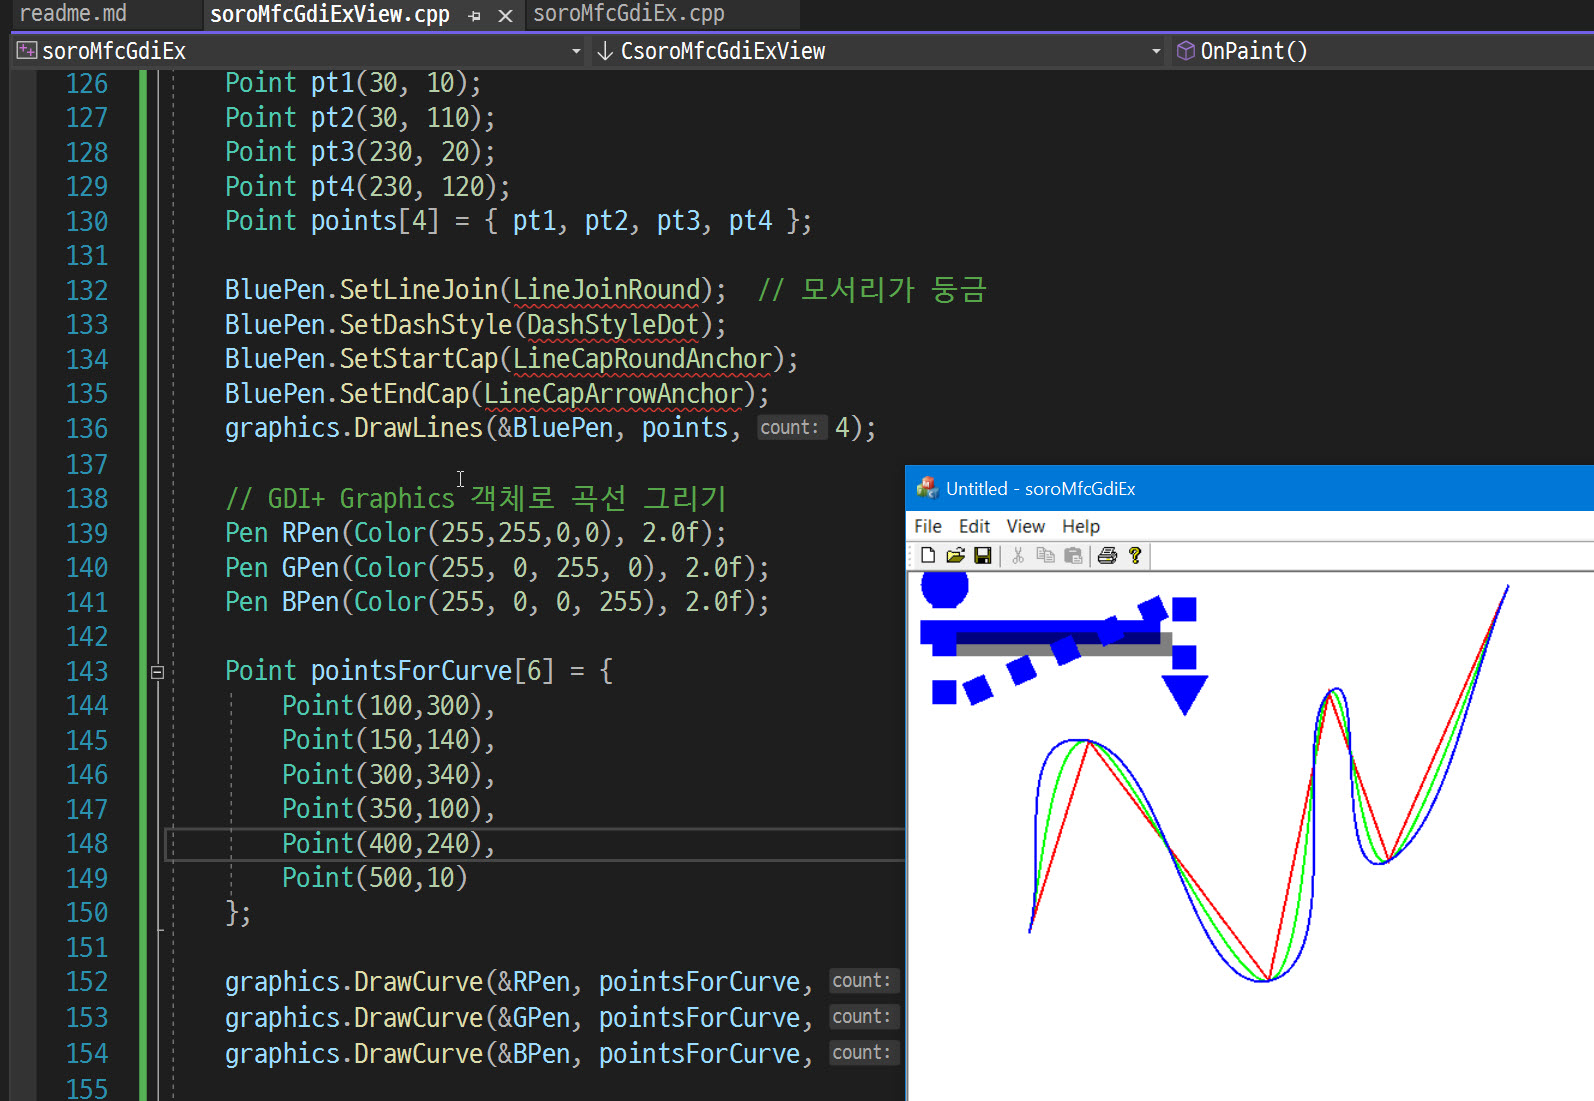 readme.md soroMfcGdiExView.cpp soroMfcGdiEx.cpp
soroMfcGdiEx CsoroMfcGdiExView OnPaint()
126 Point pt1(30, 10);
127 Point pt2(30, 110);
128 Point pt3(230, 20);
129 Point pt4(230, 120);
130 Point points[4] = { pt1, pt2, pt3, pt4 };
131
132 BluePen.SetLineJoin(LineJoinRound); // 모서리가 둥금
133 BluePen.SetDashStyle(DashStyleDot);
134 BluePen.SetStartCap(LineCapRoundAnchor);
135 BluePen.SetEndCap(LineCapArrowAnchor);
136 graphics.DrawLines(&BluePen, points, count: 4);
137
138 // GDI+ Graphics 객체로 곡선 그리기
139 Pen RPen(Color(255,255,0,0), 2.0f);
140 Pen GPen(Color(255, 0, 255, 0), 2.0f);
141 Pen BPen(Color(255, 0, 0, 255), 2.0f);
142
143 Point pointsForCurve[6] = {
144 Point(100,300),
145 Point(150,140),
146 Point(300,340),
147 Point(350,100),
148 Point(400,240),
149 Point(500,10)
150 };
151
152 graphics.DrawCurve(&RPen, pointsForCurve, count:
153 graphics.DrawCurve(&GPen, pointsForCurve, count:
154 graphics.DrawCurve(&BPen, pointsForCurve, count:
155
Untitled - soroMfcGdiEx
File Edit View Help